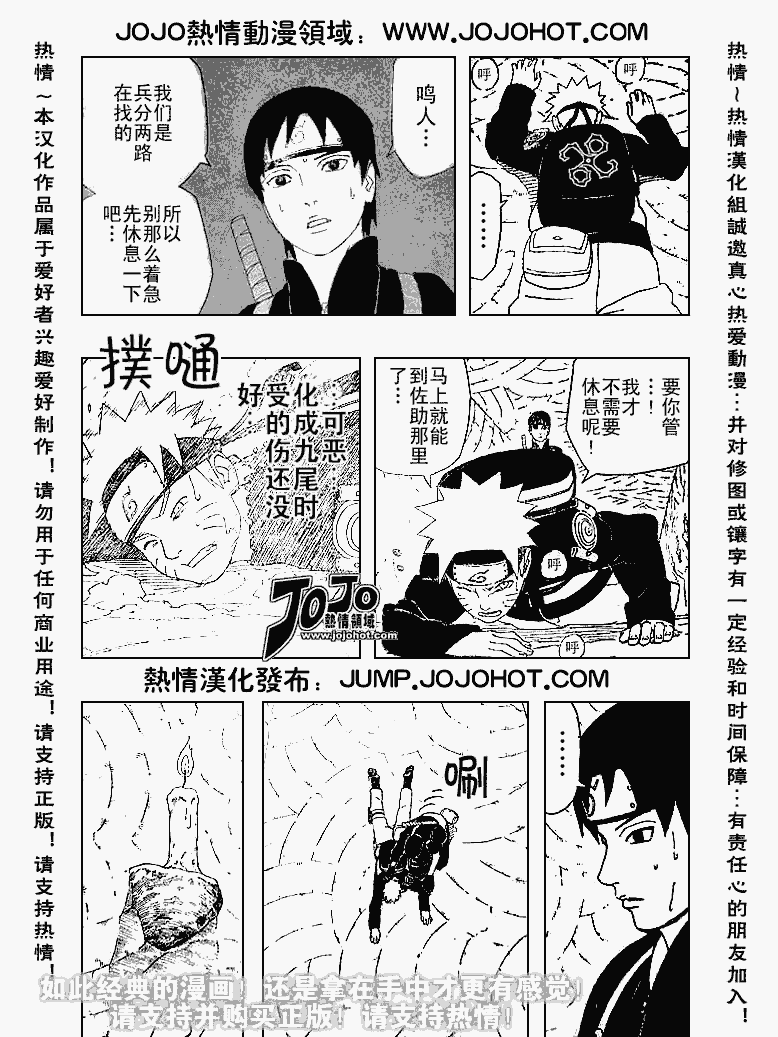 JOJO熱情動漫領域：WWW.JOJOHOT.COM
热情～热情漢化組誠邀真心热爱動漫…并对修图或镶字有一定经验和时间保障…有责任心的朋友加入！
呼
呼
……
鸣人…
我们是
兵分两路
在找的
所以
别那么着急
先休息一下
吧…
要你管
…！
我才
不需要
休息呢！
马上就能
到佐助那里
了…
呼
呼
撲嗵
…可恶…
化成九尾时
受的伤还没
好…
JOJO
熱情領域
www.jojohot.com
熱情漢化發布：JUMP.JOJOHOT.COM
……
唰
热情～本汉化作品属于爱好者兴趣爱好制作！请勿用于任何商业用途！请支持正版！请支持热情！
如此经典的漫画！还是拿在手中才更有感觉！
请支持并购买正版！请支持热情！